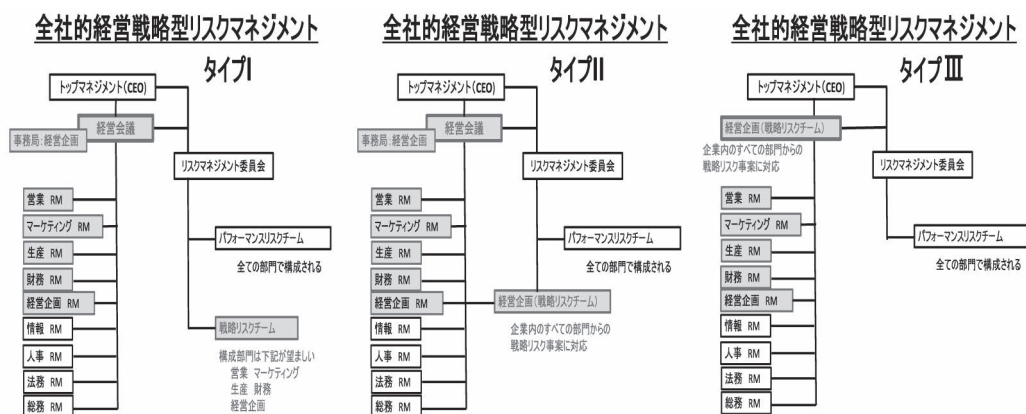 全社的経営戦略型リスクマネジメント
タイプI
トップマネジメント(CEO)
経営会議
事務局:経営企画
リスクマネジメント委員会
営業 RM
マーケティング RM
生産 RM
財務 RM
経営企画 RM
情報 RM
人事 RM
法務 RM
総務 RM
パフォーマンスリスクチーム
全ての部門で構成される
戦略リスクチーム
構成部門は下記が望ましい
営業 マーケティング
生産 財務
経営企画
全社的経営戦略型リスクマネジメント
タイプII
トップマネジメント(CEO)
経営会議
事務局:経営企画
リスクマネジメント委員会
営業 RM
マーケティング RM
生産 RM
財務 RM
経営企画 RM
情報 RM
人事 RM
法務 RM
総務 RM
パフォーマンスリスクチーム
全ての部門で構成される
経営企画(戦略リスクチーム)
企業内のすべての部門からの
戦略リスク事案に対応
全社的経営戦略型リスクマネジメント
タイプⅢ
トップマネジメント(CEO)
経営企画(戦略リスクチーム)
企業内のすべての部門からの
戦略リスク事案に対応
リスクマネジメント委員会
営業 RM
マーケティング RM
生産 RM
財務 RM
経営企画 RM
情報 RM
人事 RM
法務 RM
総務 RM
パフォーマンスリスクチーム
全ての部門で構成される